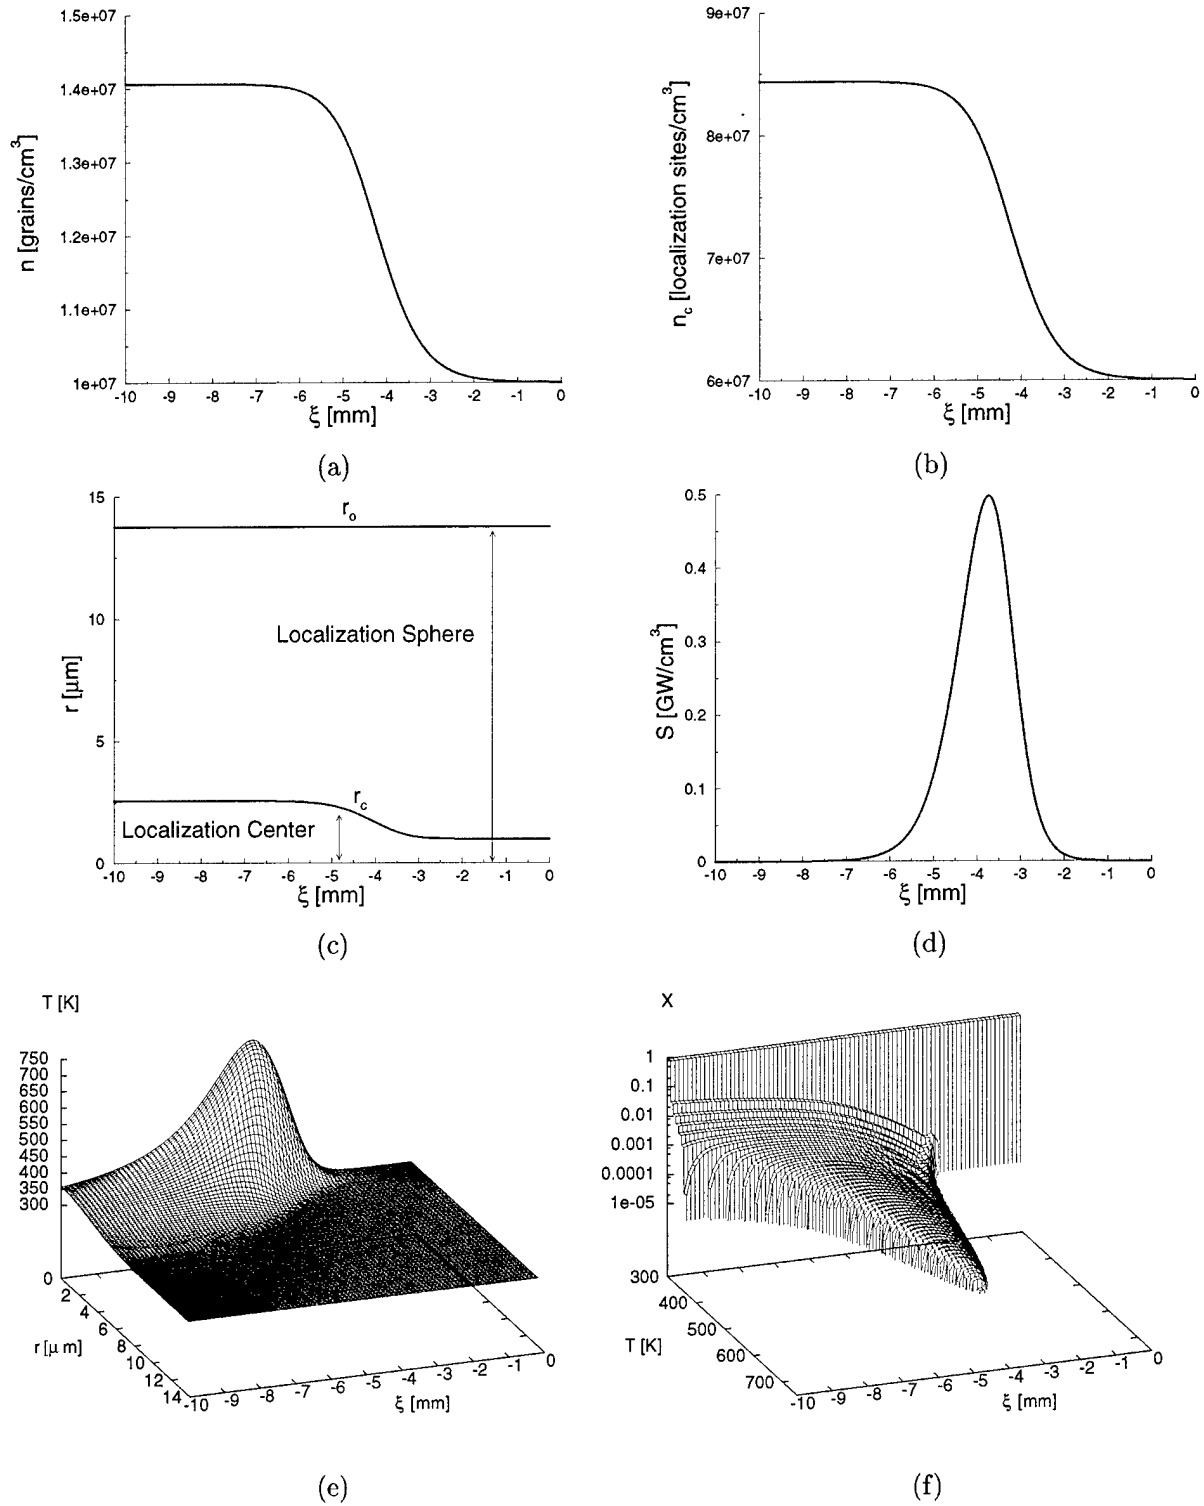 1.5e+07
1.4e+07
1.3e+07
1.2e+07
1.1e+07
1e+07
n [grains/cm³]
-10 -9 -8 -7 -6 -5 -4 -3 -2 -1 0
ξ [mm]
(a)
9e+07
8e+07
7e+07
6e+07
n_c [localization sites/cm³]
-10 -9 -8 -7 -6 -5 -4 -3 -2 -1 0
ξ [mm]
(b)
15
10
5
0
r [μm]
r_o
Localization Sphere
r_c
Localization Center
-10 -9 -8 -7 -6 -5 -4 -3 -2 -1 0
ξ [mm]
(c)
0.5
0.4
0.3
0.2
0.1
0
S [GW/cm³]
-10 -9 -8 -7 -6 -5 -4 -3 -2 -1 0
ξ [mm]
(d)
T [K]
750
700
650
600
550
500
450
400
350
300
0
2
4
6
8
10
12
14
r [μ m]
-10 -9 -8 -7 -6 -5 -4 -3 -2 -1 0
ξ [mm]
(e)
X
1
0.1
0.01
0.001
0.0001
1e-05
300
400
500
600
700
T [K]
-10 -9 -8 -7 -6 -5 -4 -3 -2 -1 0
ξ [mm]
(f)